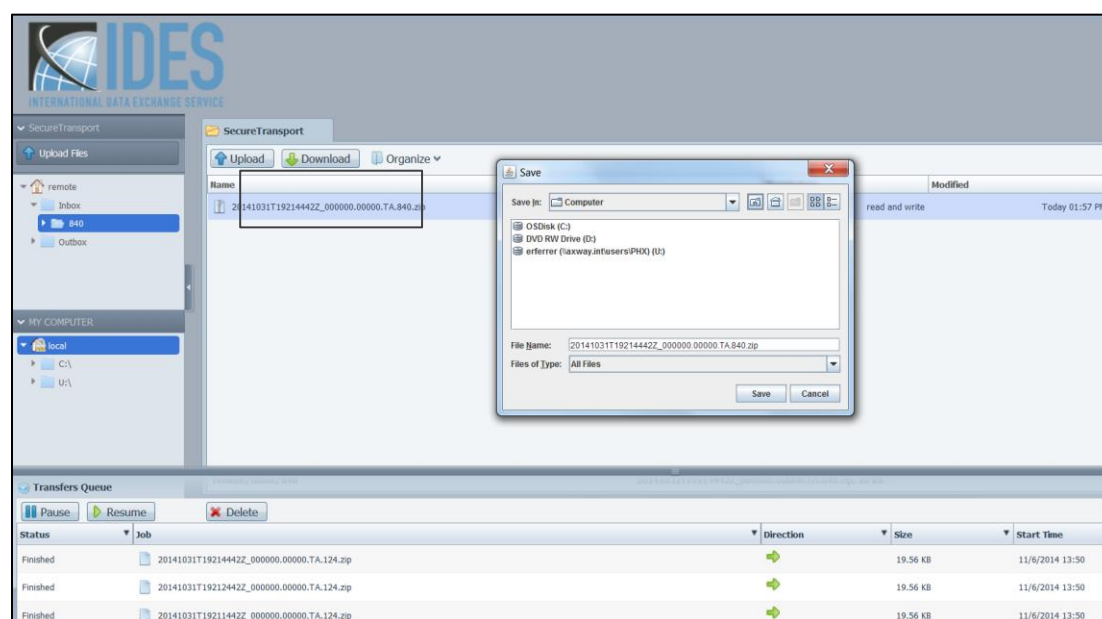 IDES
INTERNATIONAL DATA EXCHANGE SERVICE
SecureTransport
Upload Files
remote
Inbox
840
Outbox
MY COMPUTER
local
C:\
U:\
SecureTransport
Upload Download Organize
Name Modified
20141031T19214442Z_000000.00000.TA.840.zip read and write Today 01:57 PM
Save
Save In: Computer
OSDisk (C:)
DVD RW Drive (D:)
erferrer (\\axway.int\users\PHX) (U:)
File Name: 20141031T19214442Z_000000.00000.TA.840.zip
Files of Type: All Files
Save Cancel
Transfers Queue
Pause Resume Delete
Status Job Direction Size Start Time
Finished 20141031T19214442Z_000000.00000.TA.124.zip 19.56 KB 11/6/2014 13:50
Finished 20141031T19212442Z_000000.00000.TA.124.zip 19.56 KB 11/6/2014 13:50
Finished 20141031T19211442Z_000000.00000.TA.124.zip 19.56 KB 11/6/2014 13:50